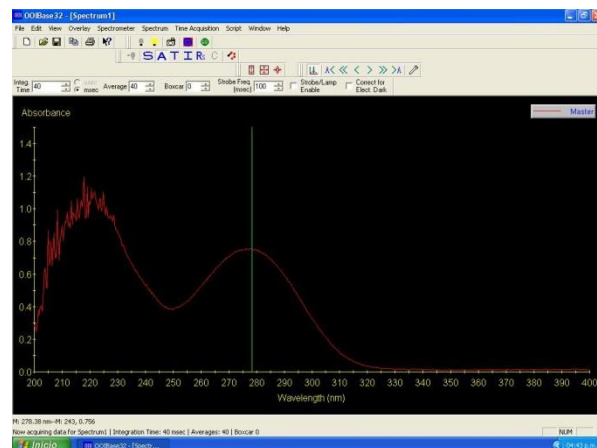 OOIBase32 - [Spectrum1]
File Edit View Overlay Spectrometer Spectrum Time Acquisition Script Window Help
S A T I R C
Integ. Time 40 usec msec Average 40 Boxcar 0 Strobe Freq (msec) 100 Strobe/Lamp Enable Correct for Elect. Dark
Absorbance
Master
1.4
1.2
1.0
0.8
0.6
0.4
0.2
0.0
200 210 220 230 240 250 260 270 280 290 300 310 320 330 340 350 360 370 380 390 400
Wavelength (nm)
M: 278.38 nm--M: 243, 0.756
Now acquiring data for Spectrum1 | Integration Time: 40 msec | Averages: 40 | Boxcar 0
NUM
Inicio
OOIBase32 - [Spectr...
04:43 p.m.